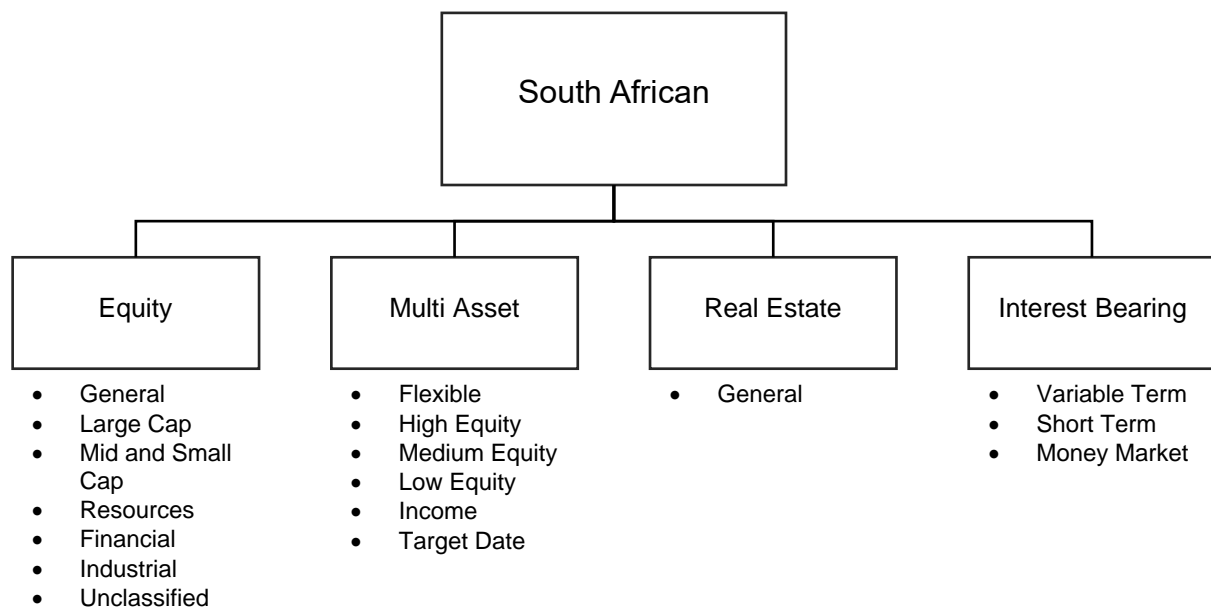 South African
Equity
Multi Asset
Real Estate
Interest Bearing
• General
• Large Cap
• Mid and Small
Cap
• Resources
• Financial
• Industrial
• Unclassified
• Flexible
• High Equity
• Medium Equity
• Low Equity
• Income
• Target Date
• General
• Variable Term
• Short Term
• Money Market